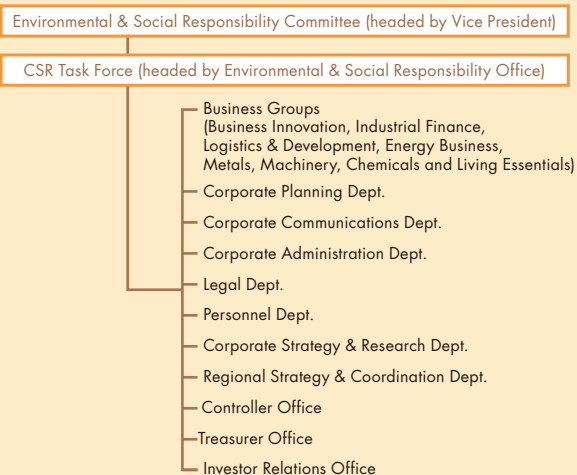 Environmental & Social Responsibility Committee (headed by Vice President)
CSR Task Force (headed by Environmental & Social Responsibility Office)
Business Groups
(Business Innovation, Industrial Finance,
Logistics & Development, Energy Business,
Metals, Machinery, Chemicals and Living Essentials)
Corporate Planning Dept.
Corporate Communications Dept.
Corporate Administration Dept.
Legal Dept.
Personnel Dept.
Corporate Strategy & Research Dept.
Regional Strategy & Coordination Dept.
Controller Office
Treasurer Office
Investor Relations Office